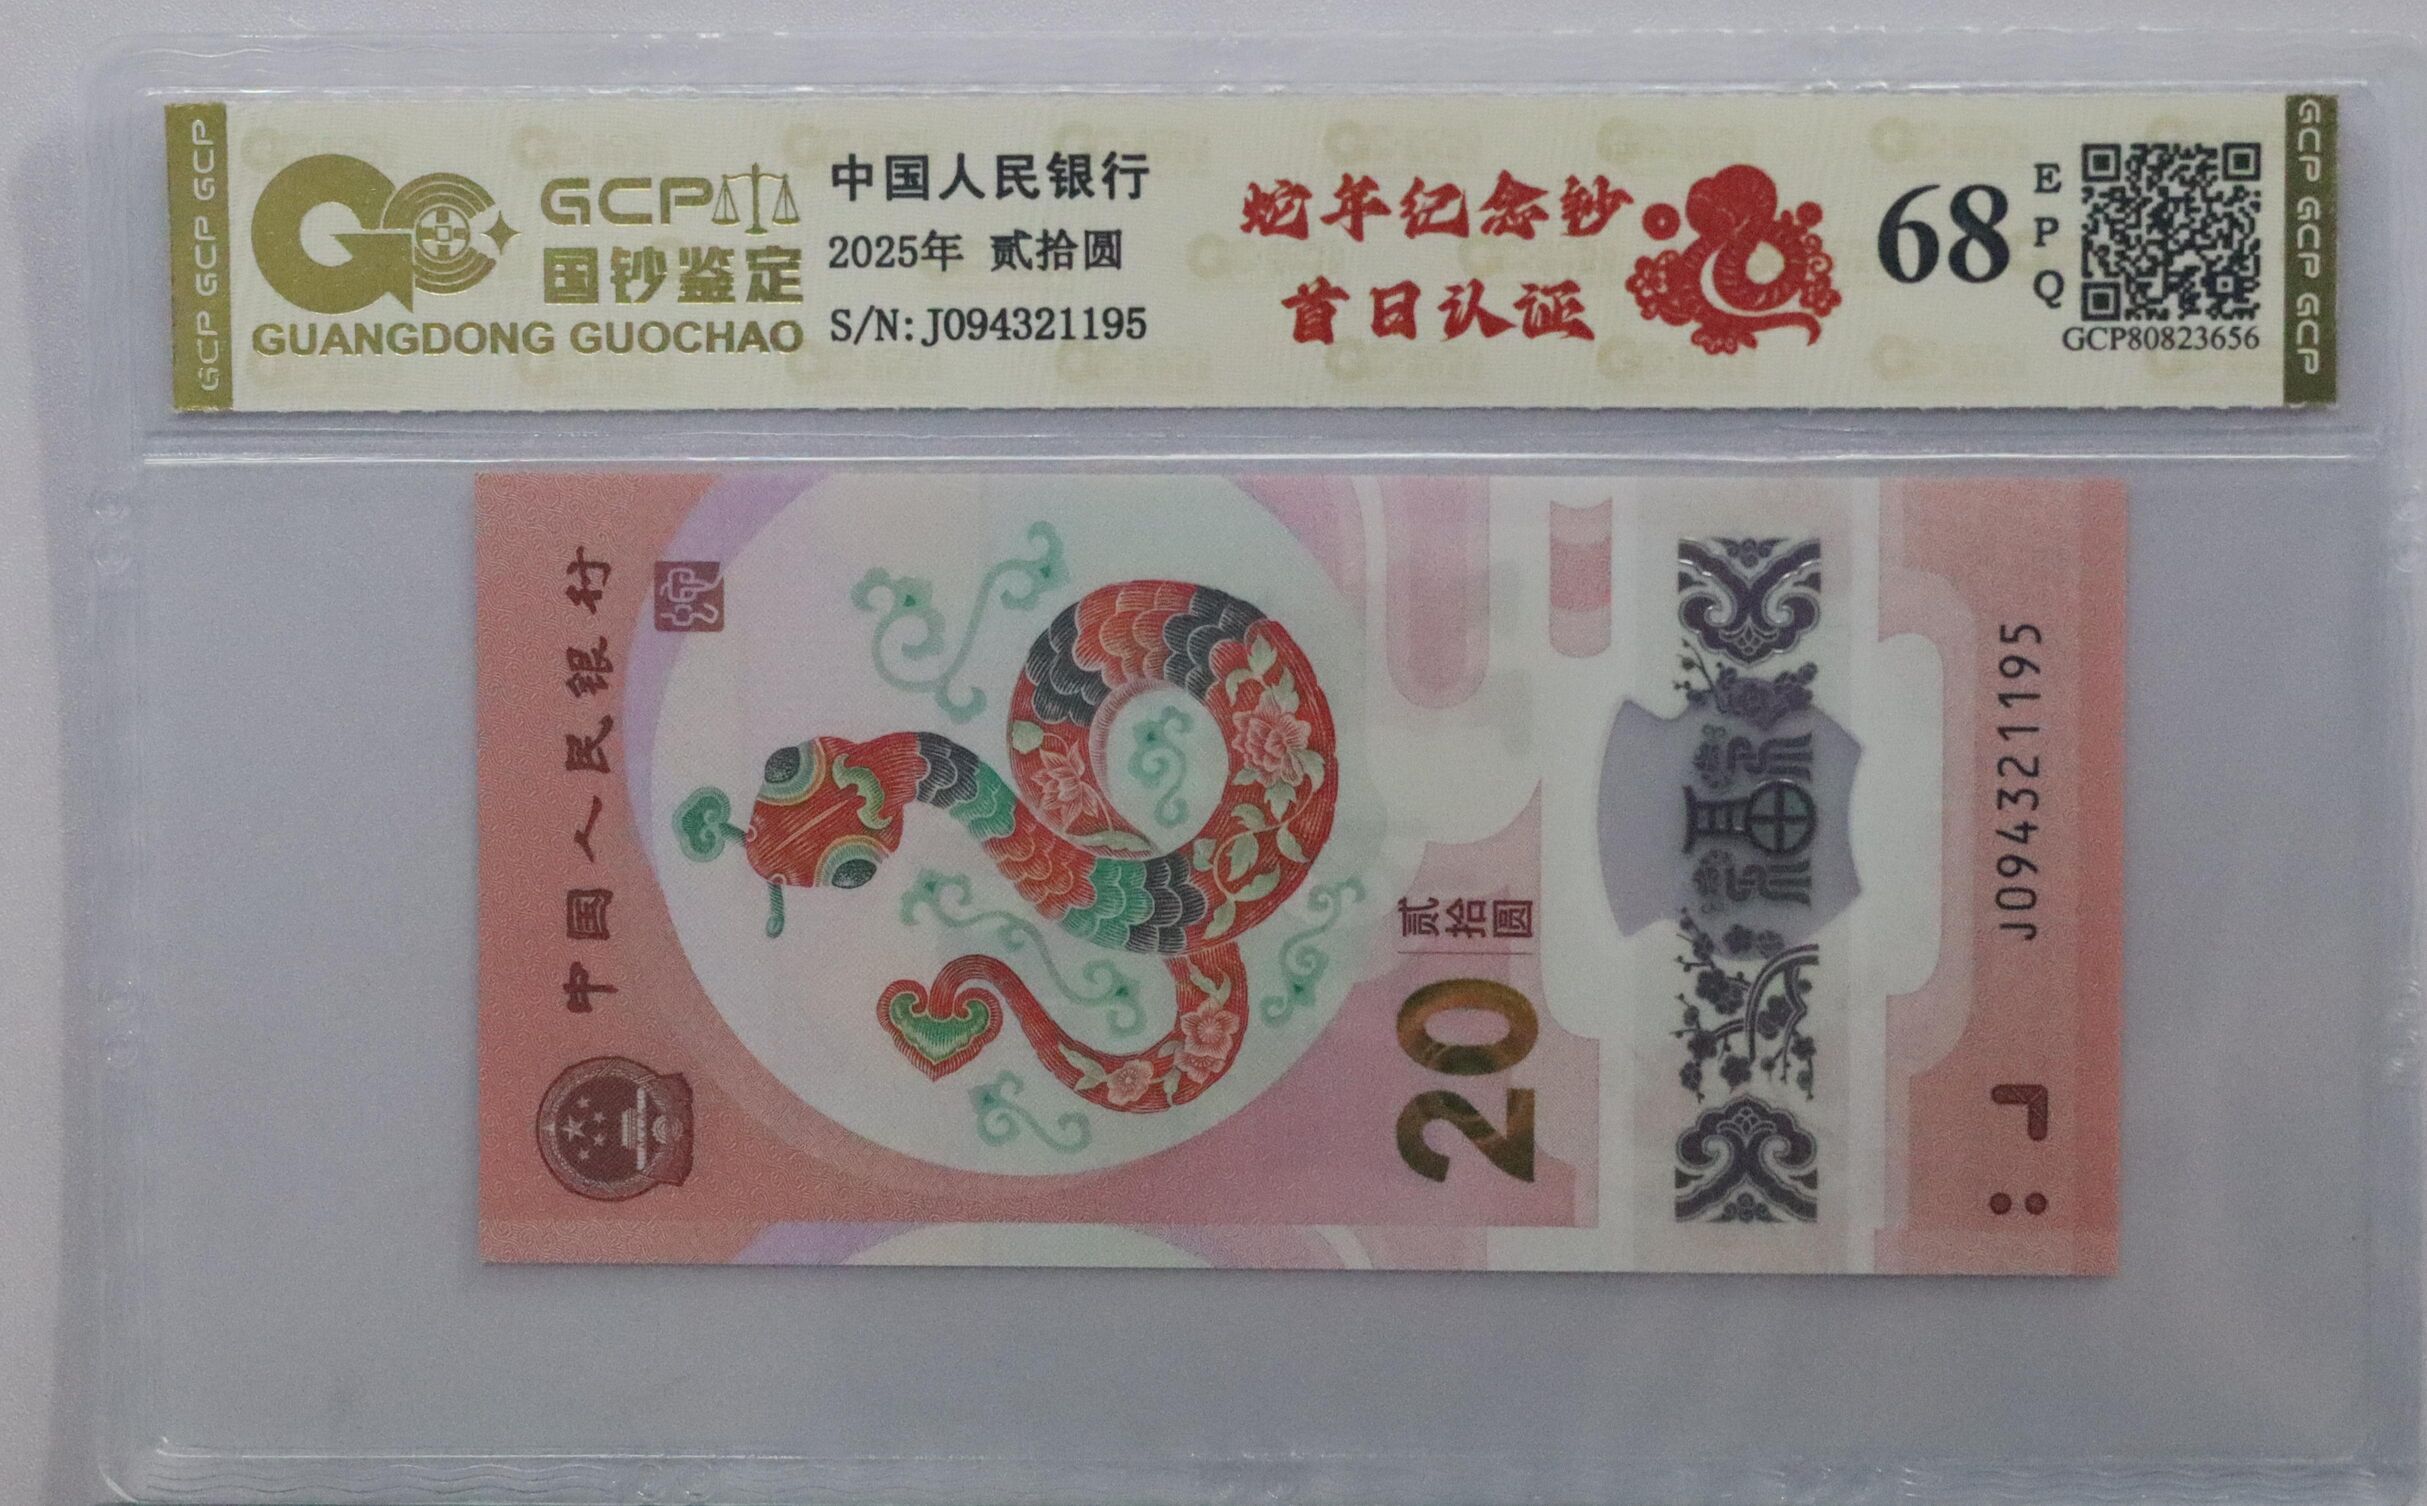 GCP GCP GCP
GCP
国钞鉴定
GUANGDONG GUOCHAO
中国人民银行
2025年 贰拾圆
S/N:J094321195
蛇年纪念钞
首日认证
68
EPQ
GCP80823656
GCP GCP GCP
中国人民银行
贰拾圆
20
福
J094321195